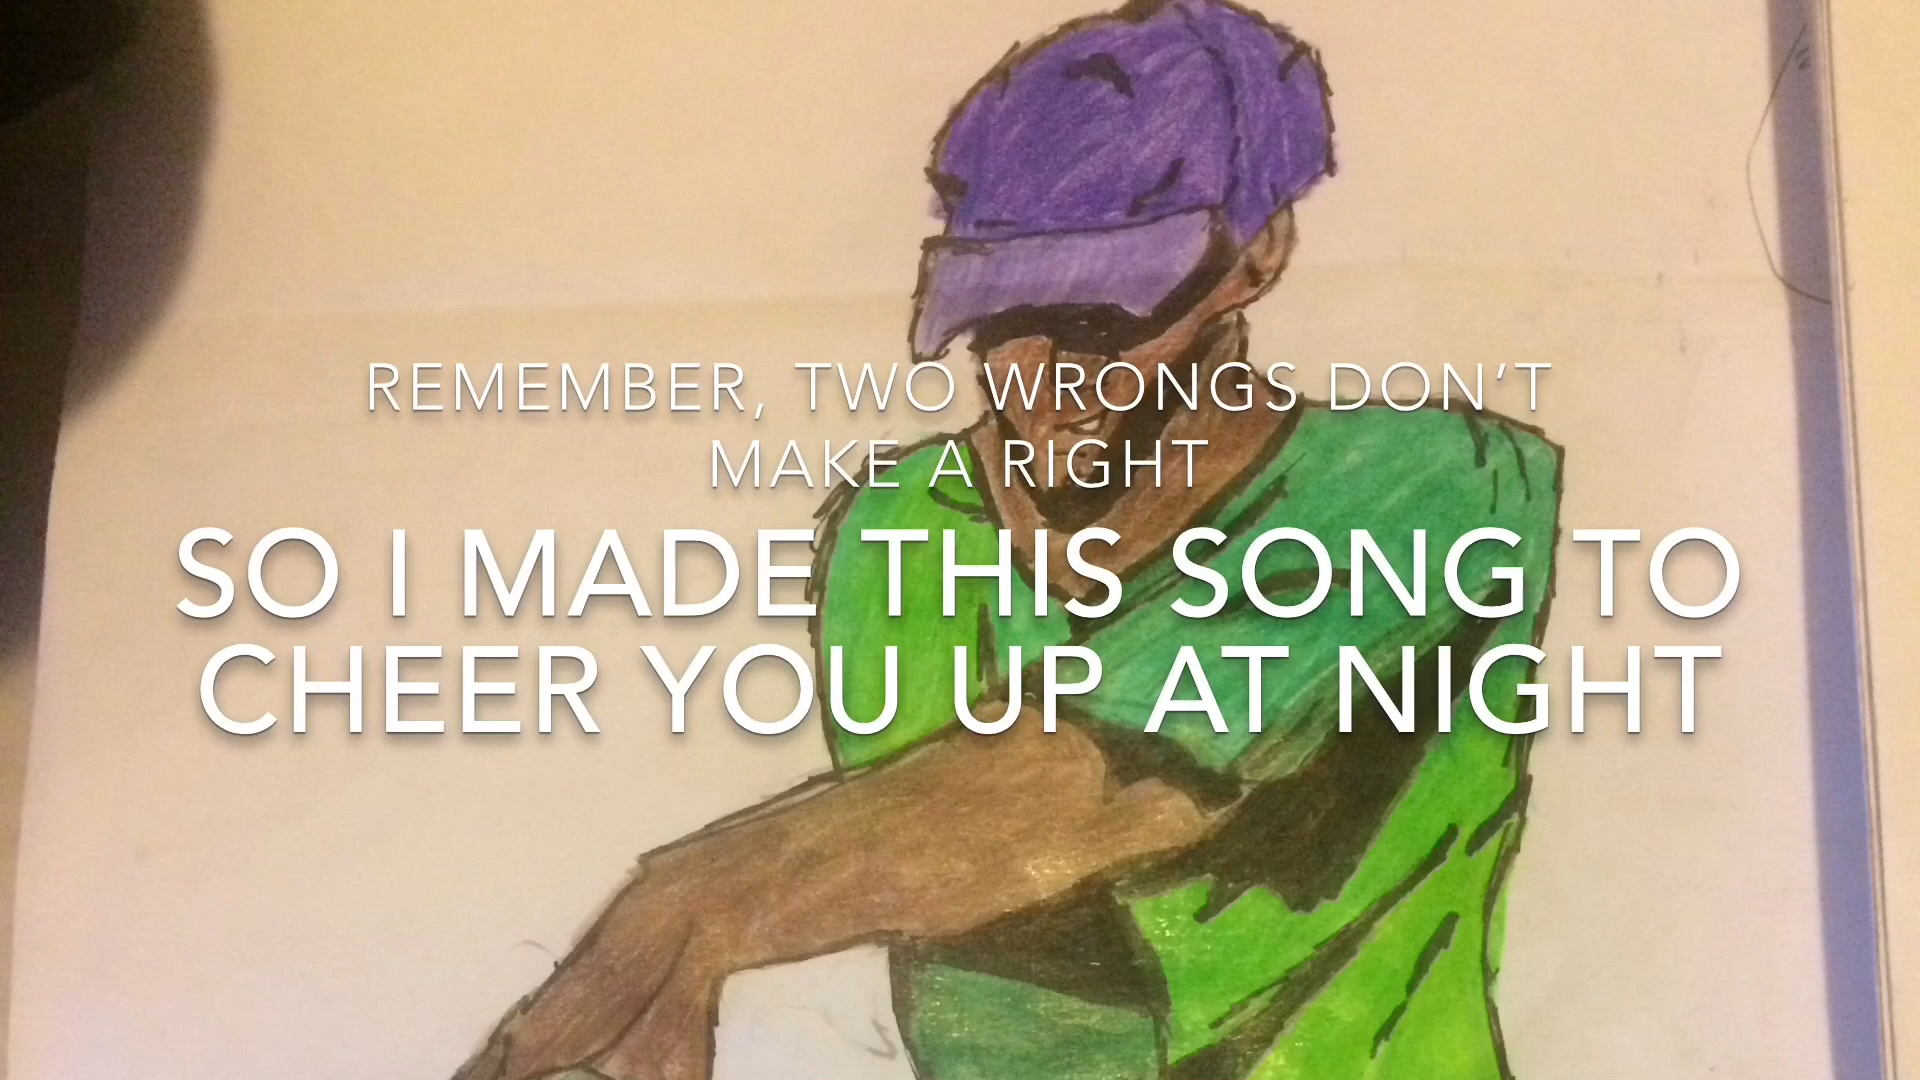 REMEMBER, TWO WRONGS DON’T
MAKE A RIGHT
SO I MADE THIS SONG TO
CHEER YOU UP AT NIGHT